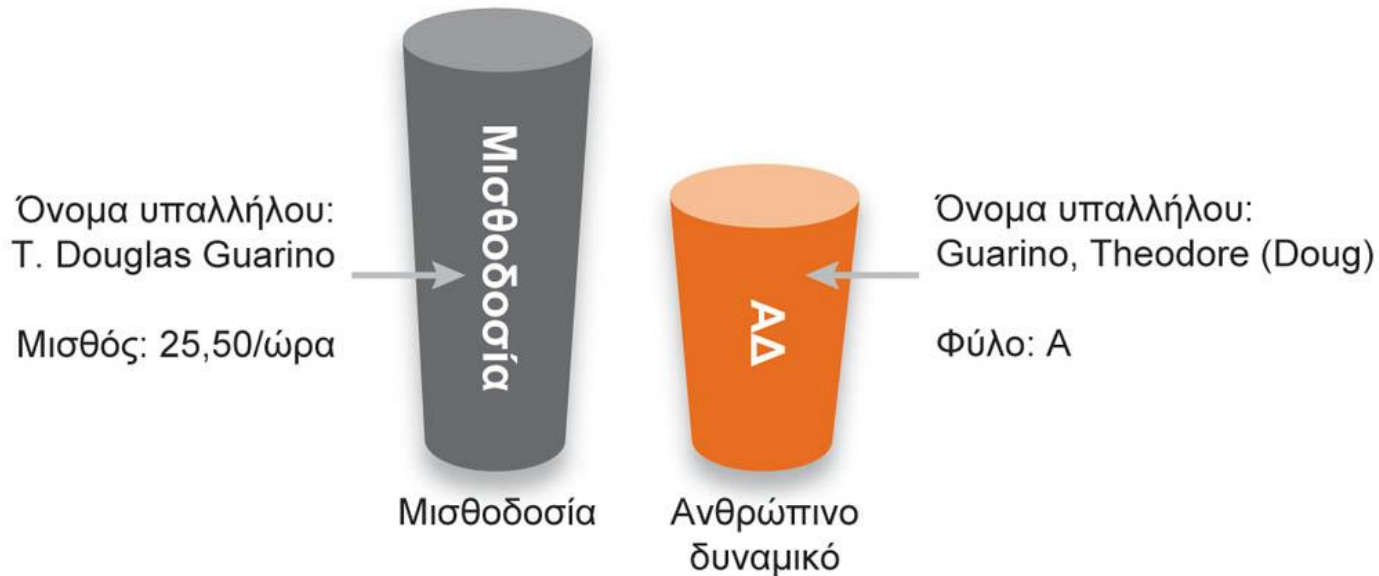 Όνομα υπαλλήλου:
T. Douglas Guarino
Μισθός: 25,50/ώρα
Μισθοδοσία
Μισθοδοσία
ΑΔ
Ανθρώπινο
δυναμικό
Όνομα υπαλλήλου:
Guarino, Theodore (Doug)
Φύλο: Α